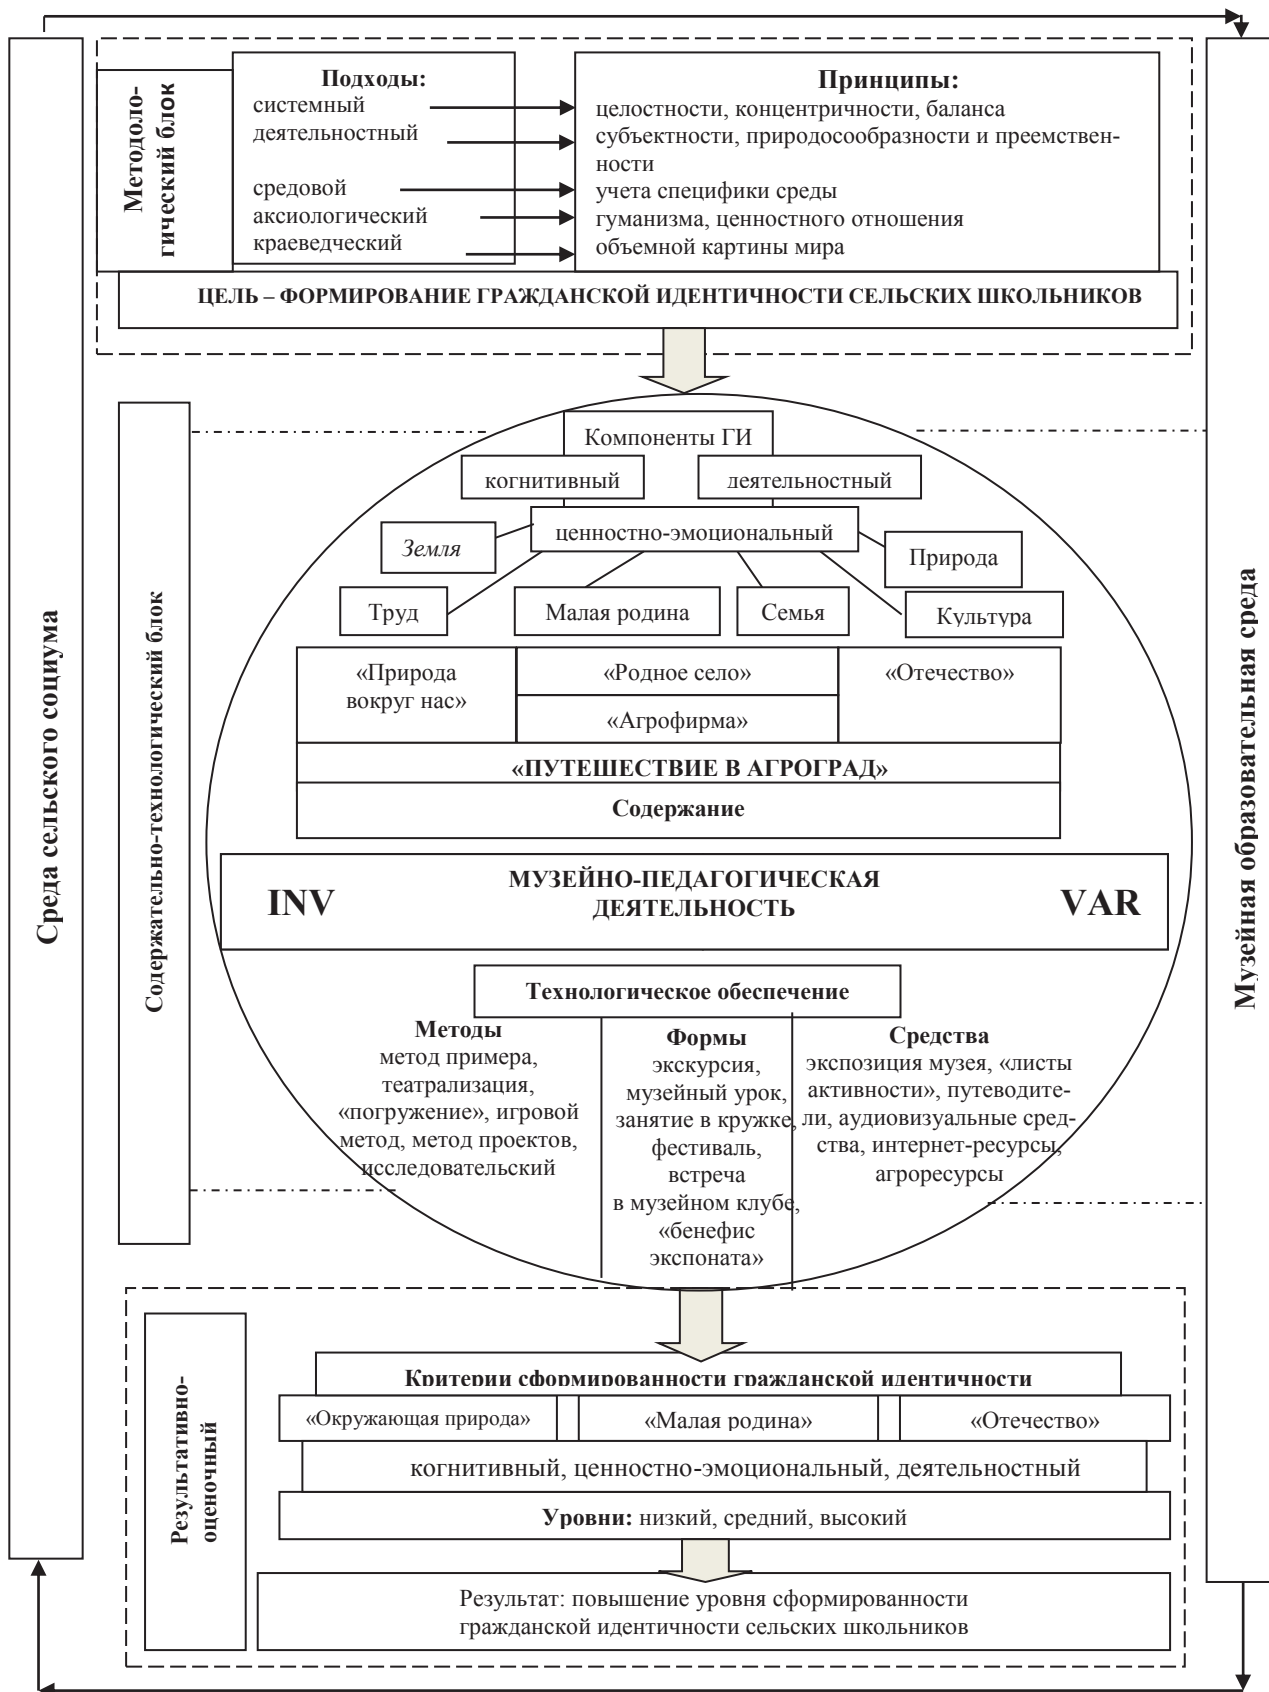 Среда сельского социума
Музейная образовательная среда
Методоло-
гический блок
Подходы:
системный
деятельностный
средовой
аксиологический
краеведческий
Принципы:
целостности, концентричности, баланса
субъектности, природосообразности и преемствен-
ности
учета специфики среды
гуманизма, ценностного отношения
объемной картины мира
ЦЕЛЬ – ФОРМИРОВАНИЕ ГРАЖДАНСКОЙ ИДЕНТИЧНОСТИ СЕЛЬСКИХ ШКОЛЬНИКОВ
Содержательно-технологический блок
Компоненты ГИ
когнитивный
деятельностный
ценностно-эмоциональный
Земля
Природа
Труд
Малая родина
Семья
Культура
«Природа
вокруг нас»
«Родное село»
«Агрофирма»
«Отечество»
«ПУТЕШЕСТВИЕ В АГРОГРАД»
Содержание
INV
МУЗЕЙНО-ПЕДАГОГИЧЕСКАЯ
ДЕЯТЕЛЬНОСТЬ
VAR
Технологическое обеспечение
Методы
метод примера,
театрализация,
«погружение», игровой
метод, метод проектов,
исследовательский
Формы
экскурсия,
музейный урок,
занятие в кружке,
фестиваль,
встреча
в музейном клубе,
«бенефис
экспоната»
Средства
экспозиция музея, «листы
активности», путеводите-
ли, аудиовизуальные сред-
ства, интернет-ресурсы,
агроресурсы
Результативно-
оценочный
Критерии сформированности гражданской идентичности
«Окружающая природа»
«Малая родина»
«Отечество»
когнитивный, ценностно-эмоциональный, деятельностный
Уровни: низкий, средний, высокий
Результат: повышение уровня сформированности
гражданской идентичности сельских школьников